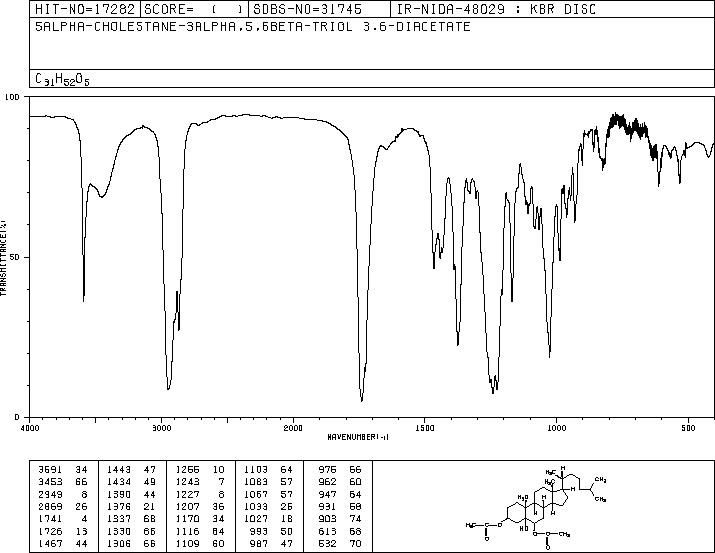 HIT-NO=17282 SCORE= ( ) SDBS-NO=31745 IR-NIDA-48029 : KBR DISC
5ALPHA-CHOLESTANE-3ALPHA,5,6BETA-TRIOL 3,6-DIACETATE
C31H52O5
100
50
0
TRANSMITTANCE(%)
4000 3000 2000 1500 1000 500
WAVENUMBER(-1)
3591 34 1443 47 1256 10 1103 64 976 66
3453 66 1434 49 1243 7 1083 57 962 60
2949 8 1390 44 1227 8 1067 57 947 64
2869 26 1376 21 1207 36 1033 26 931 58
1741 4 1337 68 1170 34 1027 18 903 74
1726 13 1330 66 1116 64 993 50 613 68
1467 44 1306 66 1109 60 987 47 532 70